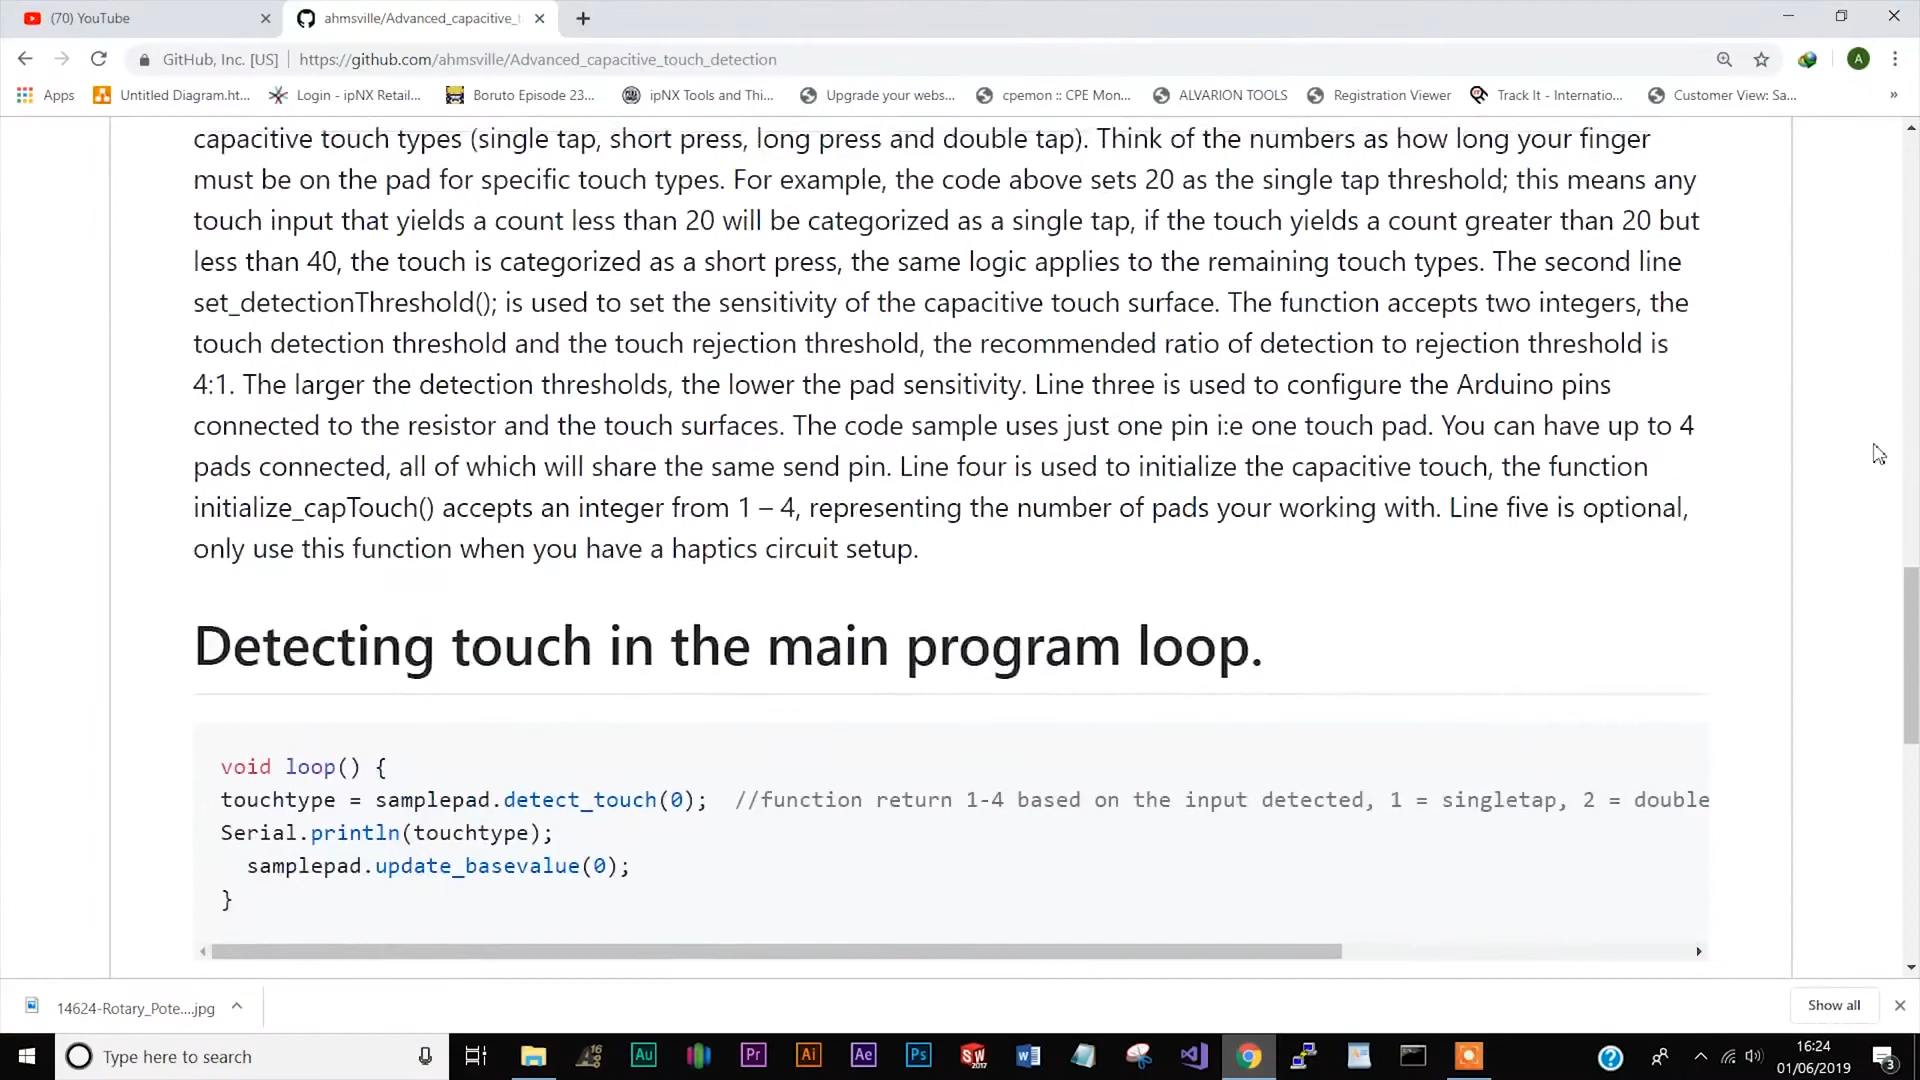 (70) YouTube
ahmsville/Advanced_capacitive_t
GitHub, Inc. [US] https://github.com/ahmsville/Advanced_capacitive_touch_detection
A
Apps Untitled Diagram.ht... Login - ipNX Retail... Boruto Episode 23... ipNX Tools and Thi... Upgrade your webs... cpemon :: CPE Mon... ALVARION TOOLS Registration Viewer Track It - Internatio... Customer View: Sa... »
capacitive touch types (single tap, short press, long press and double tap). Think of the numbers as how long your finger
must be on the pad for specific touch types. For example, the code above sets 20 as the single tap threshold; this means any
touch input that yields a count less than 20 will be categorized as a single tap, if the touch yields a count greater than 20 but
less than 40, the touch is categorized as a short press, the same logic applies to the remaining touch types. The second line
set_detectionThreshold(); is used to set the sensitivity of the capacitive touch surface. The function accepts two integers, the
touch detection threshold and the touch rejection threshold, the recommended ratio of detection to rejection threshold is
4:1. The larger the detection thresholds, the lower the pad sensitivity. Line three is used to configure the Arduino pins
connected to the resistor and the touch surfaces. The code sample uses just one pin i:e one touch pad. You can have up to 4
pads connected, all of which will share the same send pin. Line four is used to initialize the capacitive touch, the function
initialize_capTouch() accepts an integer from 1 – 4, representing the number of pads your working with. Line five is optional,
only use this function when you have a haptics circuit setup.
Detecting touch in the main program loop.
void loop() {
touchtype = samplepad.detect_touch(0); //function return 1-4 based on the input detected, 1 = singletap, 2 = double
Serial.println(touchtype);
samplepad.update_basevalue(0);
}
14624-Rotary_Pote....jpg
Show all
Type here to search
Au
Pr
Ai
Ae
Ps
SW
2017
16:24
01/06/2019
3